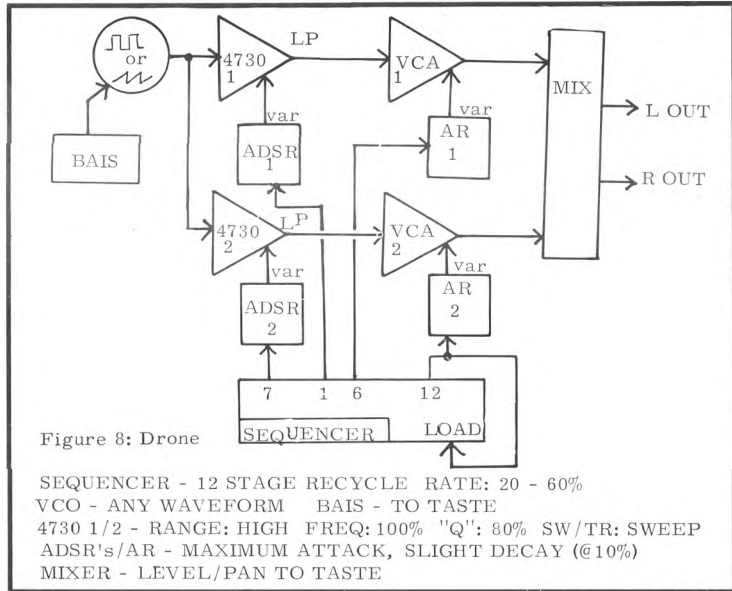 LP
or
4730
1
VCA
1
MIX
var
var
L OUT
BAIS
ADSR
1
AR
1
R OUT
LP
4730
2
VCA
2
var
var
ADSR
2
AR
2
7 1 6 12
SEQUENCER LOAD
Figure 8: Drone
SEQUENCER - 12 STAGE RECYCLE RATE: 20 - 60%
VCO - ANY WAVEFORM BAIS - TO TASTE
4730 1/2 - RANGE: HIGH FREQ: 100% "Q": 80% SW/TR: SWEEP
ADSR's/AR - MAXIMUM ATTACK, SLIGHT DECAY (@10%)
MIXER - LEVEL/PAN TO TASTE